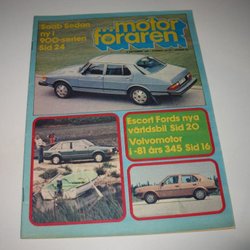 Saab Sedan
ny i
900-serien
Sid 24
motor
föraren
Escort Fords nya
världsbil Sid 20
Volvomotor
i -81 års 345 Sid 16